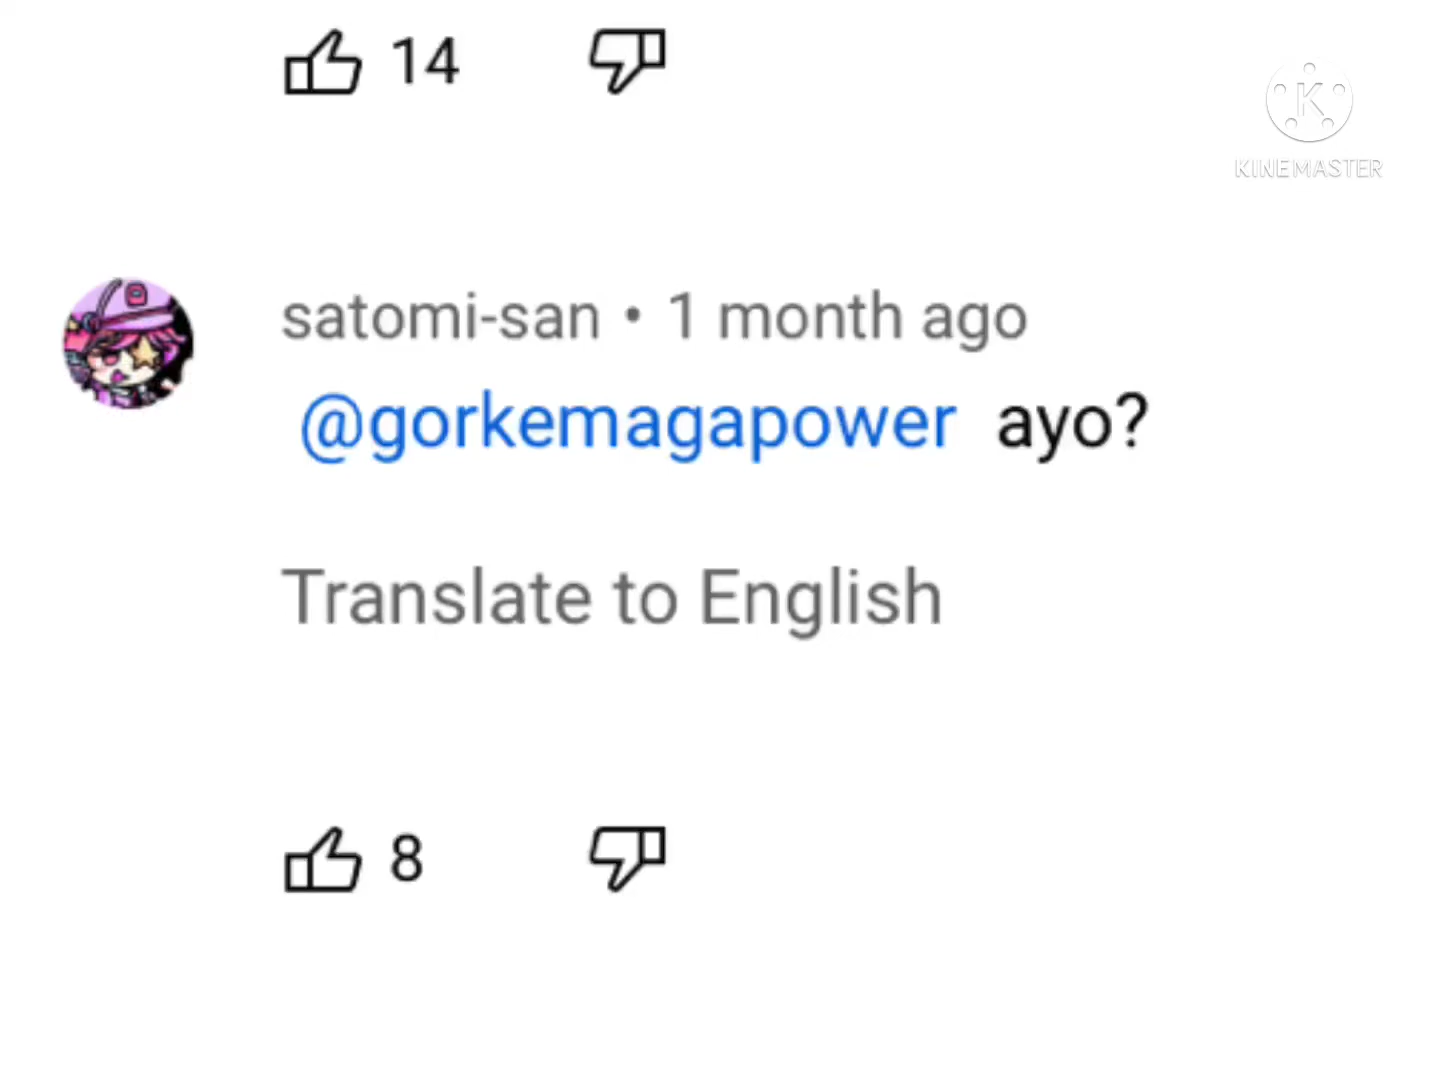 14
KINEMASTER
satomi-san • 1 month ago
@gorkemagapower ayo?
Translate to English
8